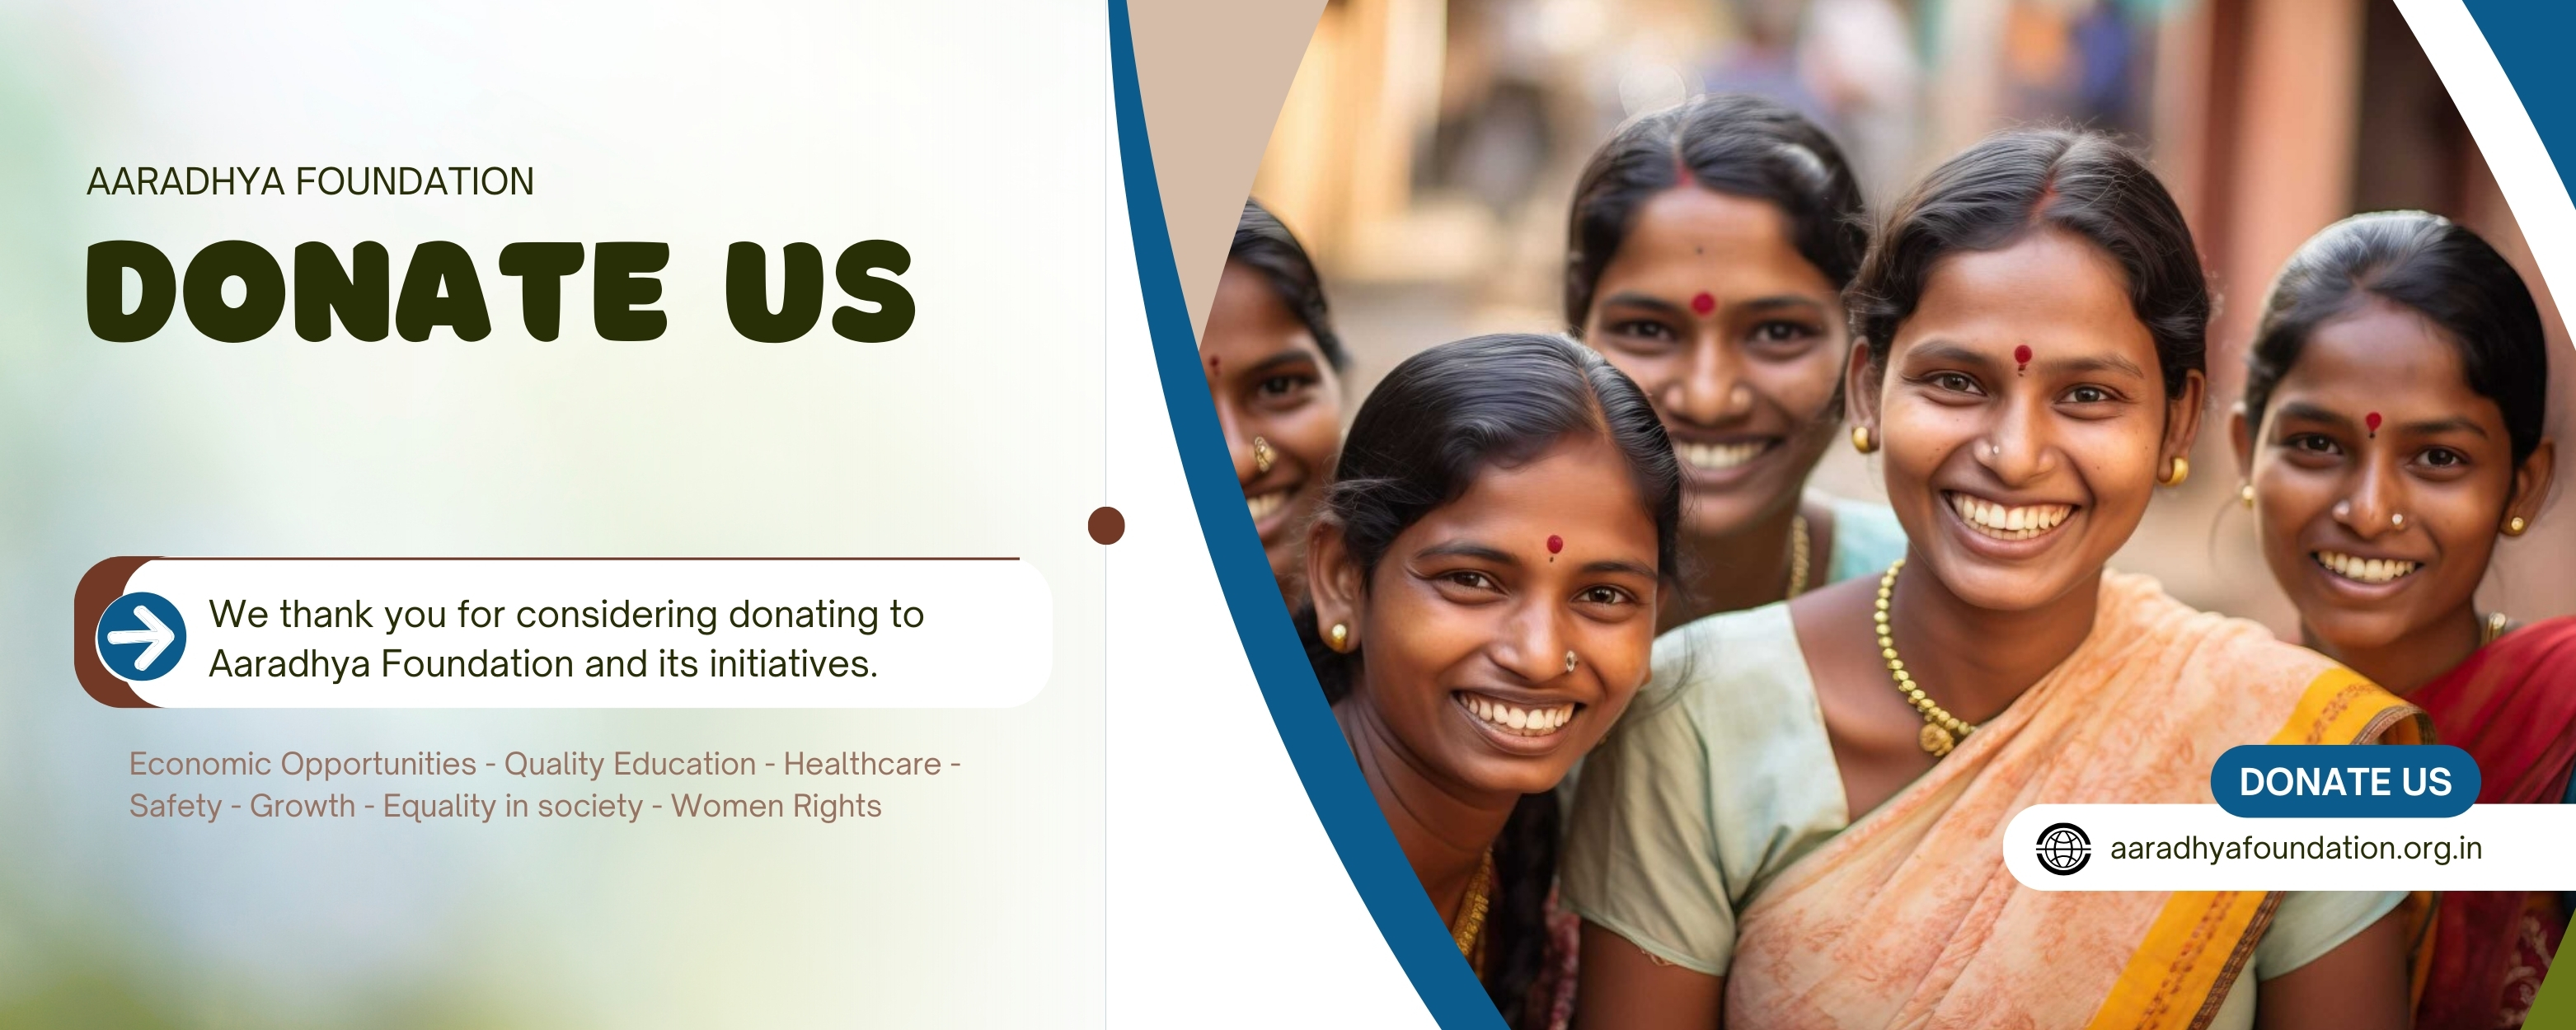 AARADHYA FOUNDATION
DONATE US
We thank you for considering donating to
Aaradhya Foundation and its initiatives.
Economic Opportunities - Quality Education - Healthcare -
Safety - Growth - Equality in society - Women Rights
DONATE US
aaradhyafoundation.org.in